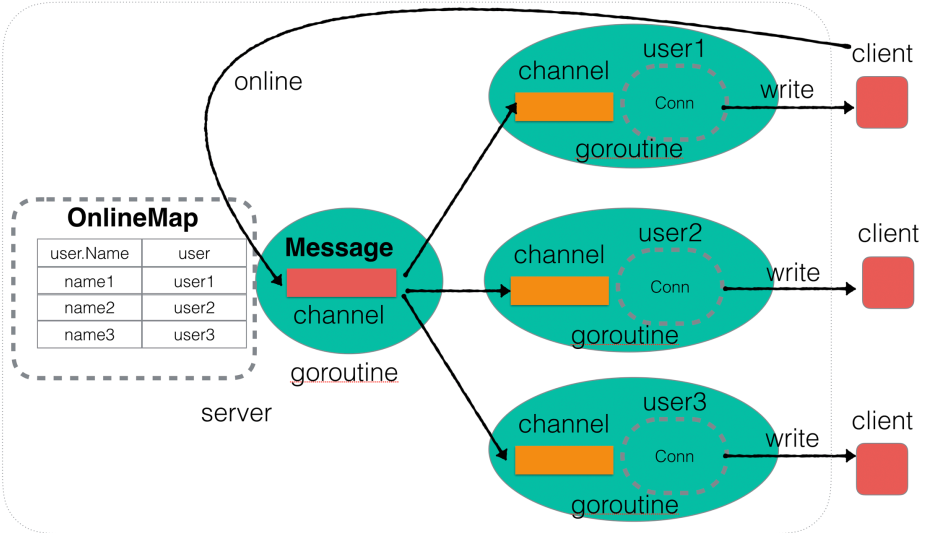 online
OnlineMap
user.Name user
name1 user1
name2 user2
name3 user3
server
Message
channel
goroutine
user1
channel
Conn
goroutine
write
client
user2
channel
Conn
goroutine
write
client
user3
channel
Conn
goroutine
write
client